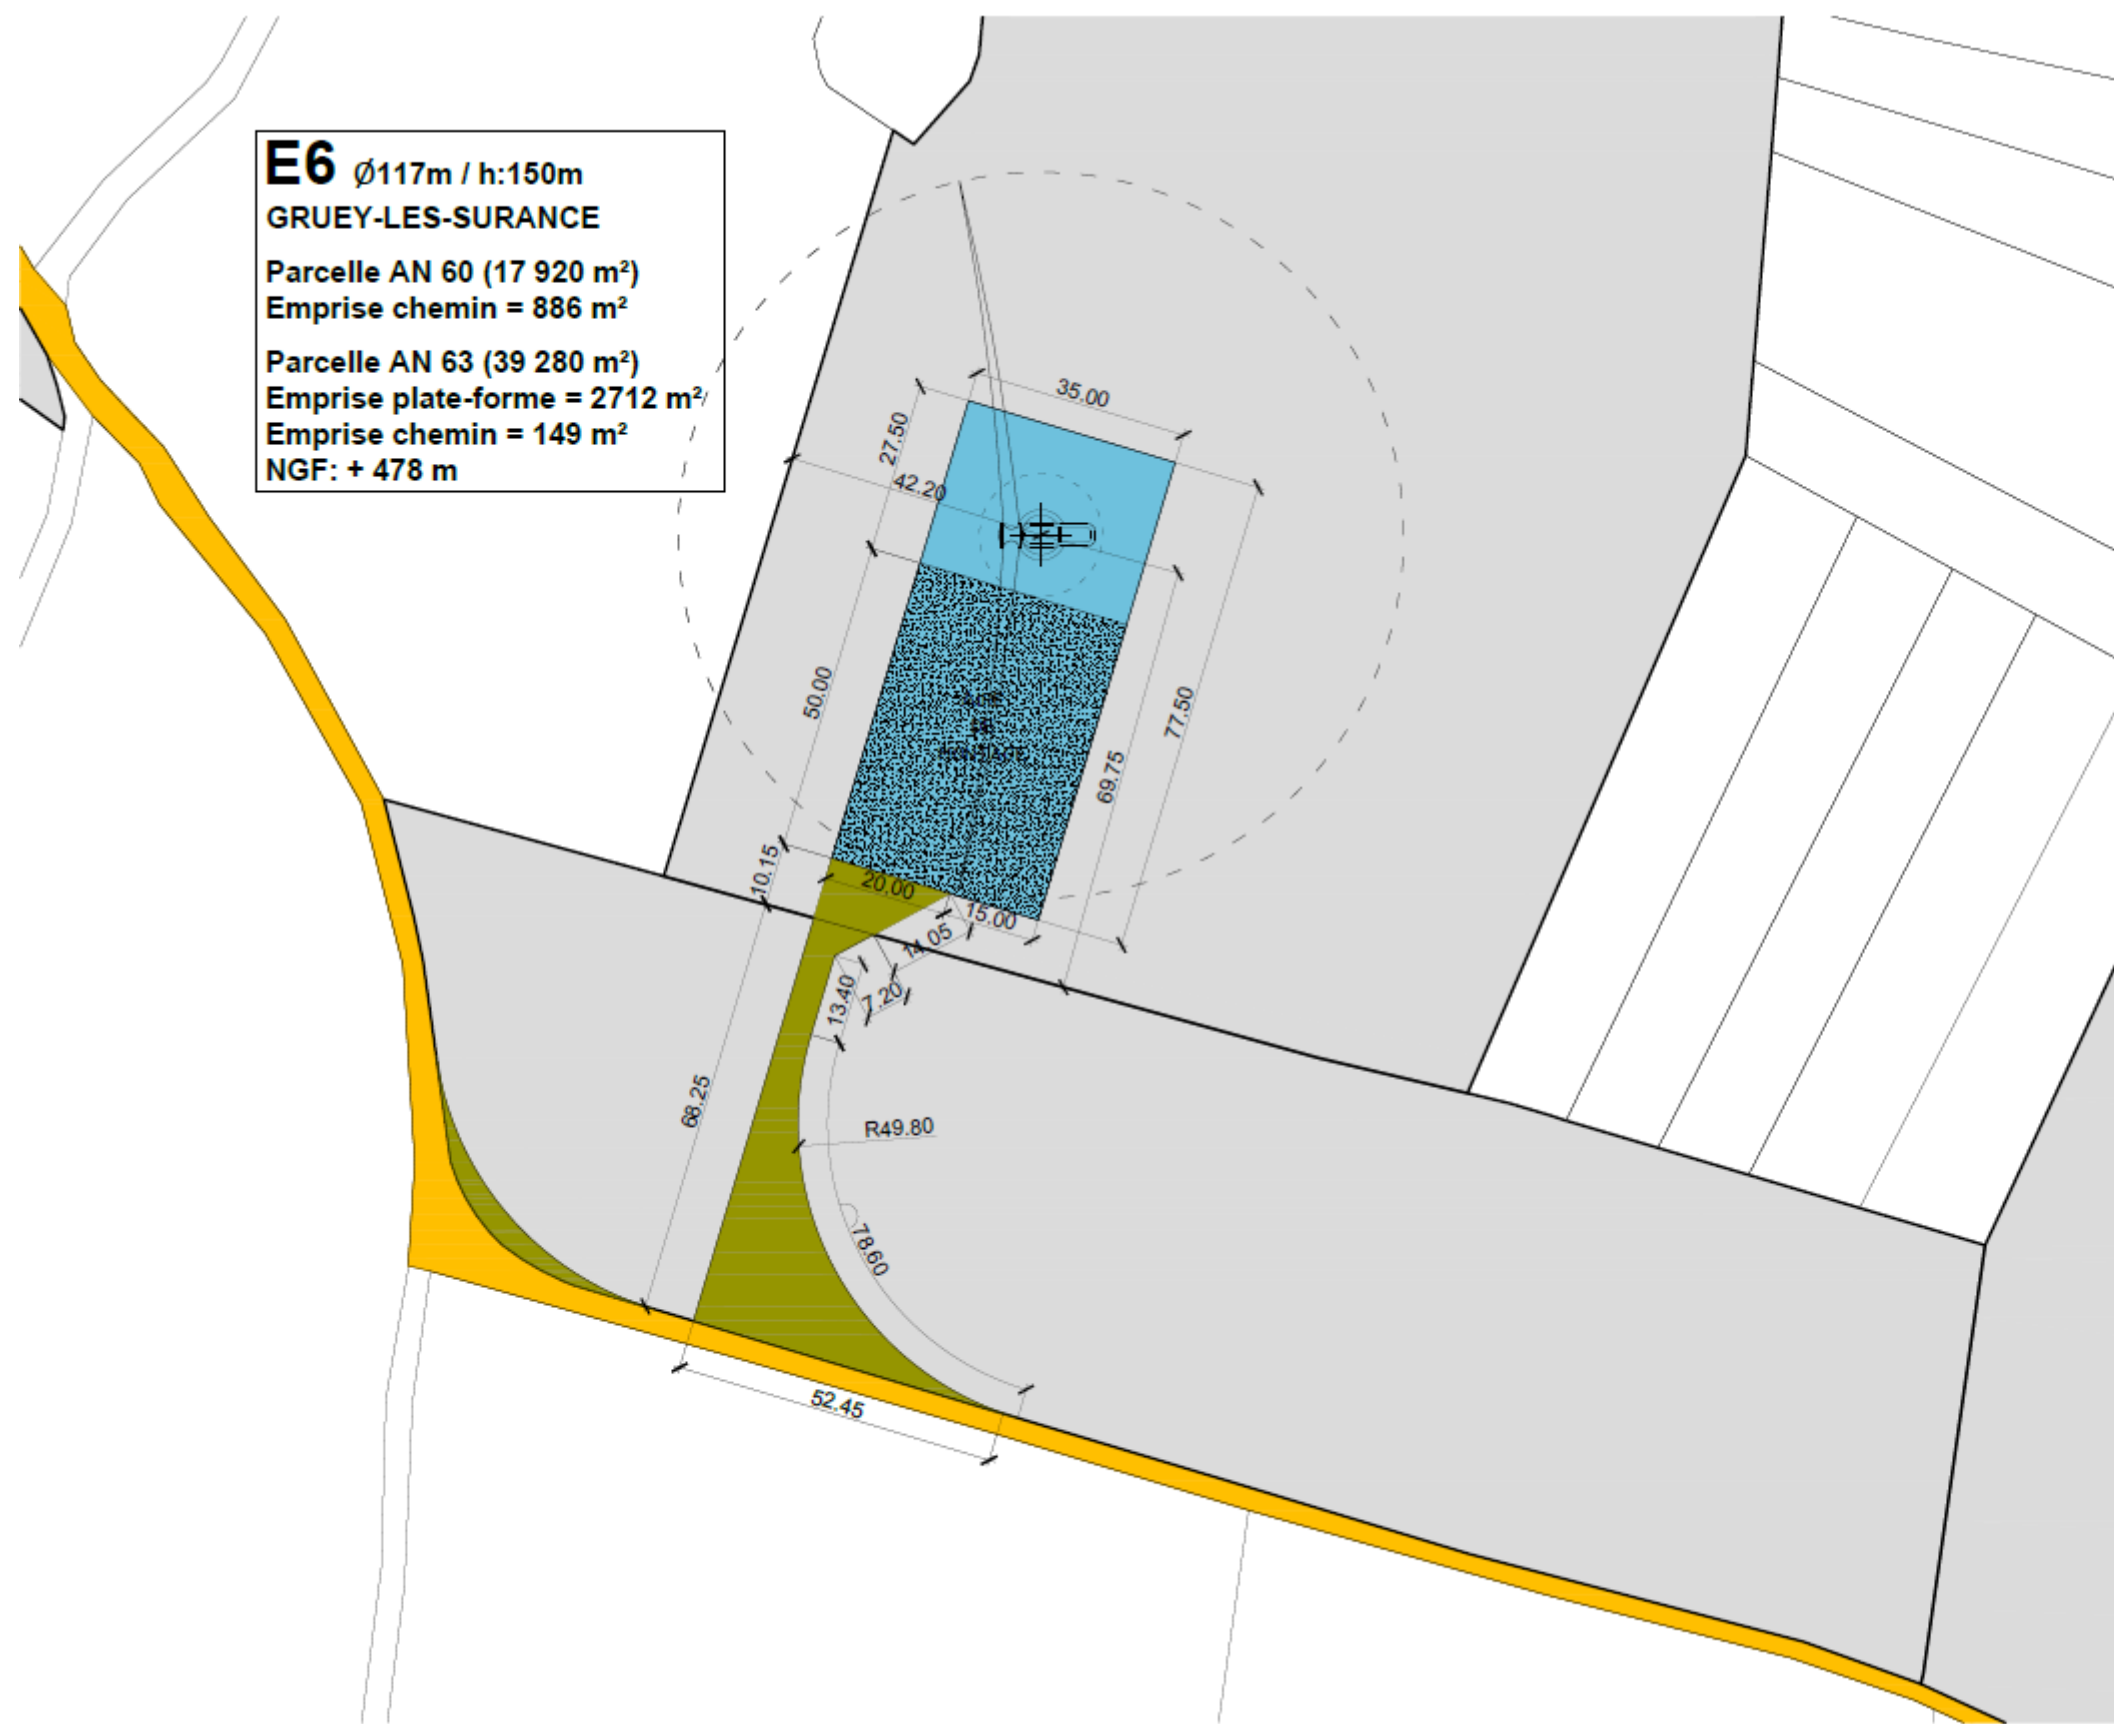 E6 Ø117m / h:150m
GRUEY-LES-SURANCE
Parcelle AN 60 (17 920 m²)
Emprise chemin = 886 m²
Parcelle AN 63 (39 280 m²)
Emprise plate-forme = 2712 m²
Emprise chemin = 149 m²
NGF: + 478 m
35.00
27.50
42.20
50.00
77.50
69.75
10.15
20.00
15.00
14.05
13.40
7.20
68.25
R49.80
78.60
52.45